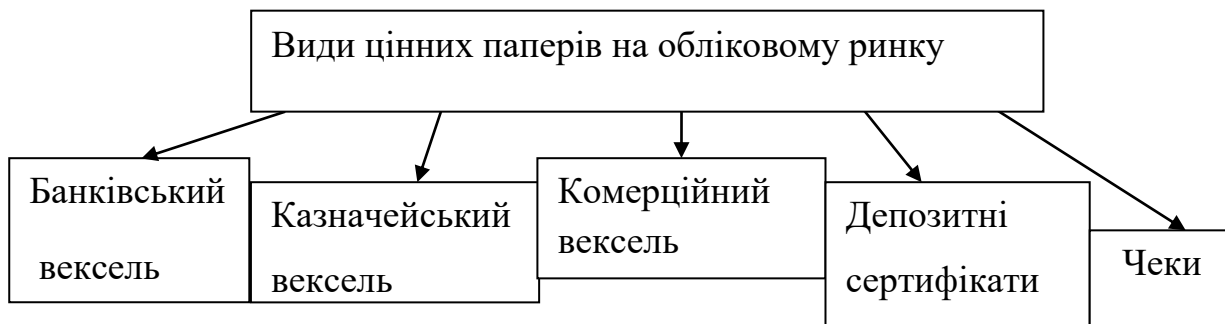 Види цінних паперів на обліковому ринку
Банківський
вексель
Казначейський
вексель
Комерційний
вексель
Депозитні
сертифікати
Чеки